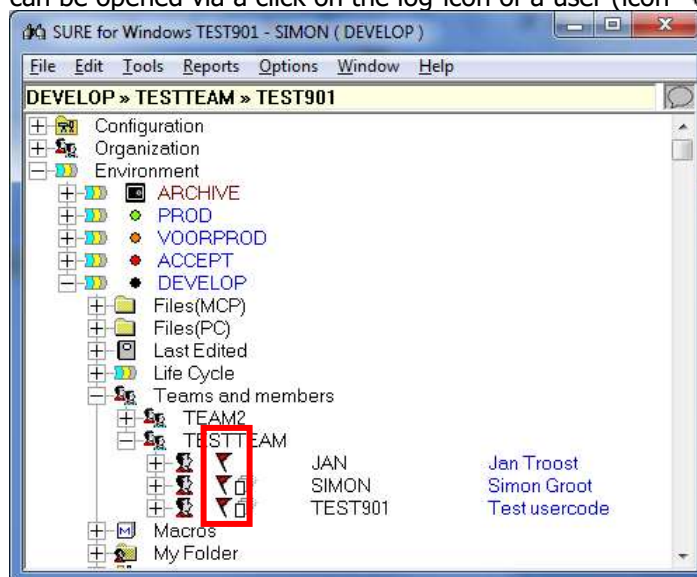 can be opened via a click on the log icon of a user (icon
SURE for Windows TEST901 - SIMON ( DEVELOP )
File Edit Tools Reports Options Window Help
DEVELOP » TESTTEAM » TEST901
Configuration
Organization
Environment
ARCHIVE
PROD
VOORPROD
ACCEPT
DEVELOP
Files(MCP)
Files(PC)
Last Edited
Life Cycle
Teams and members
TEAM2
TESTTEAM
JAN Jan Troost
SIMON Simon Groot
TEST901 Test usercode
M Macros
My Folder